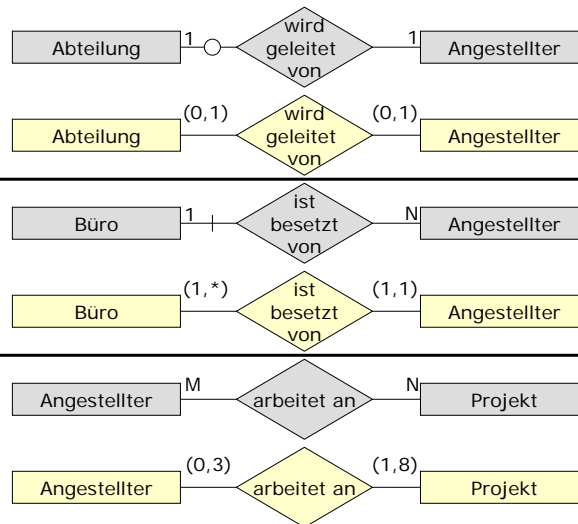 Abteilung 1 wird geleitet von 1 Angestellter
Abteilung (0,1) wird geleitet von (0,1) Angestellter
Büro 1 ist besetzt von N Angestellter
Büro (1,*) ist besetzt von (1,1) Angestellter
Angestellter M arbeitet an N Projekt
Angestellter (0,3) arbeitet an (1,8) Projekt